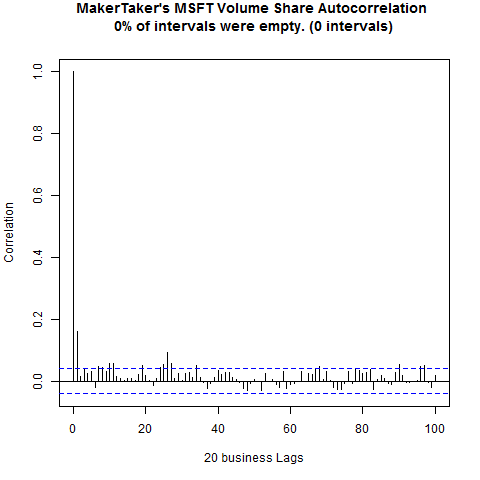 MakerTaker's MSFT Volume Share Autocorrelation
0% of intervals were empty. (0 intervals)
Correlation
1.0
0.8
0.6
0.4
0.2
0.0
0 20 40 60 80 100
20 business Lags